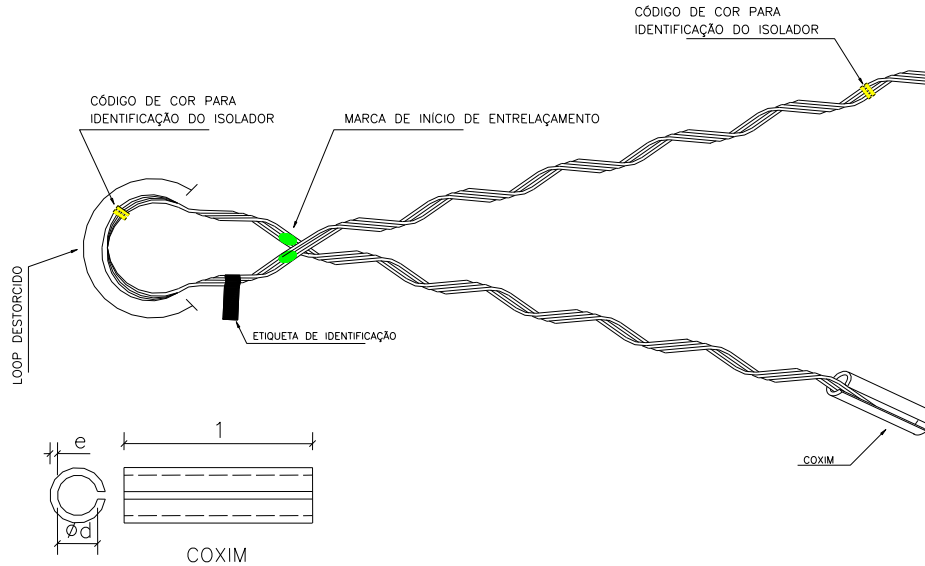 CÓDIGO DE COR PARA
IDENTIFICAÇÃO DO ISOLADOR
CÓDIGO DE COR PARA
IDENTIFICAÇÃO DO ISOLADOR
MARCA DE INÍCIO DE ENTRELAÇAMENTO
LOOP DESTORCIDO
ETIQUETA DE IDENTIFICAÇÃO
COXIM
e
1
ød
COXIM